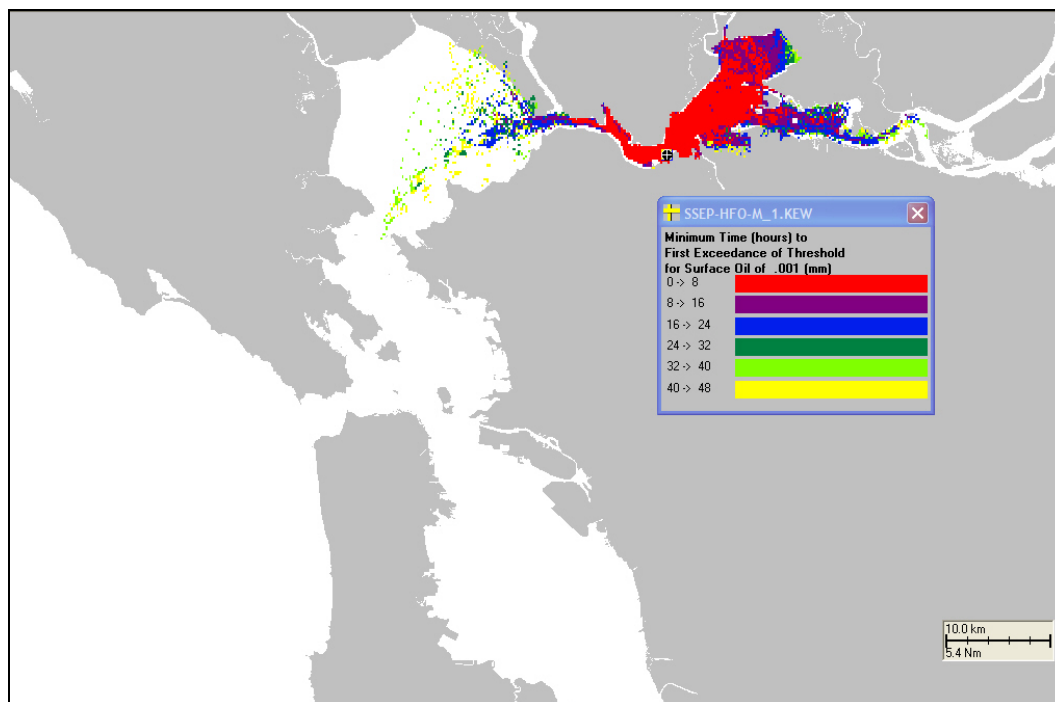 SSEP-HFO-M_1.KEW
Minimum Time (hours) to
First Exceedance of Threshold
for Surface Oil of .001 (mm)
0 -> 8
8 -> 16
16 -> 24
24 -> 32
32 -> 40
40 -> 48
10.0 km
5.4 Nm